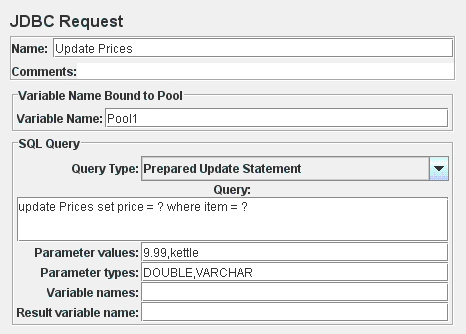 JDBC Request
Name: Update Prices
Comments:
Variable Name Bound to Pool
Variable Name: Pool1
SQL Query
Query Type: Prepared Update Statement
Query:
update Prices set price = ? where item = ?
Parameter values: 9.99,kettle
Parameter types: DOUBLE,VARCHAR
Variable names:
Result variable name: